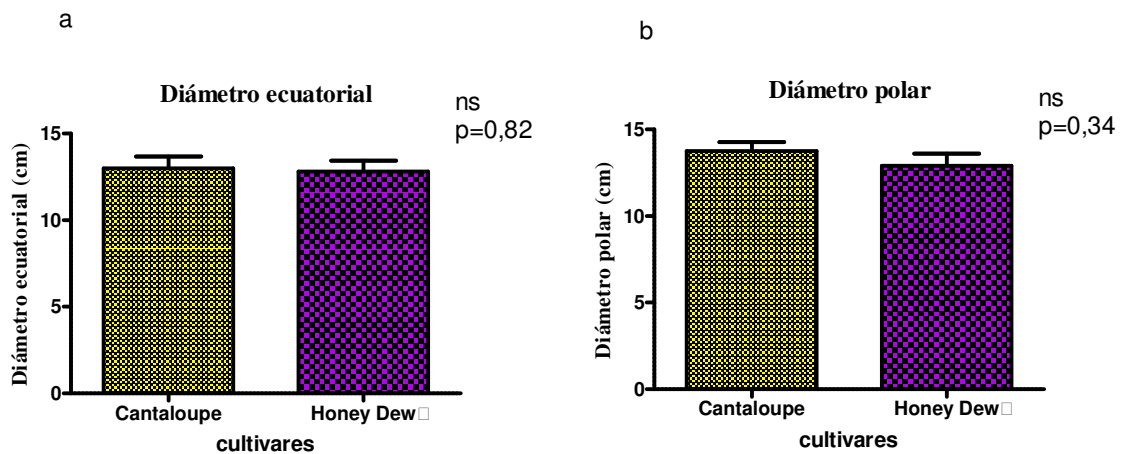 a
Diámetro ecuatorial
ns
p=0,82
Diámetro ecuatorial (cm)
15
10
5
0
Cantaloupe
Honey Dew□
cultivares
b
Diámetro polar
ns
p=0,34
Diámetro polar (cm)
15
10
5
0
Cantaloupe
Honey Dew□
cultivares